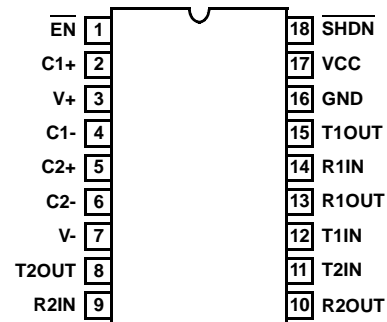 EN 1 18 SHDN
C1+ 2 17 VCC
V+ 3 16 GND
C1- 4 15 T1OUT
C2+ 5 14 R1IN
C2- 6 13 R1OUT
V- 7 12 T1IN
T2OUT 8 11 T2IN
R2IN 9 10 R2OUT